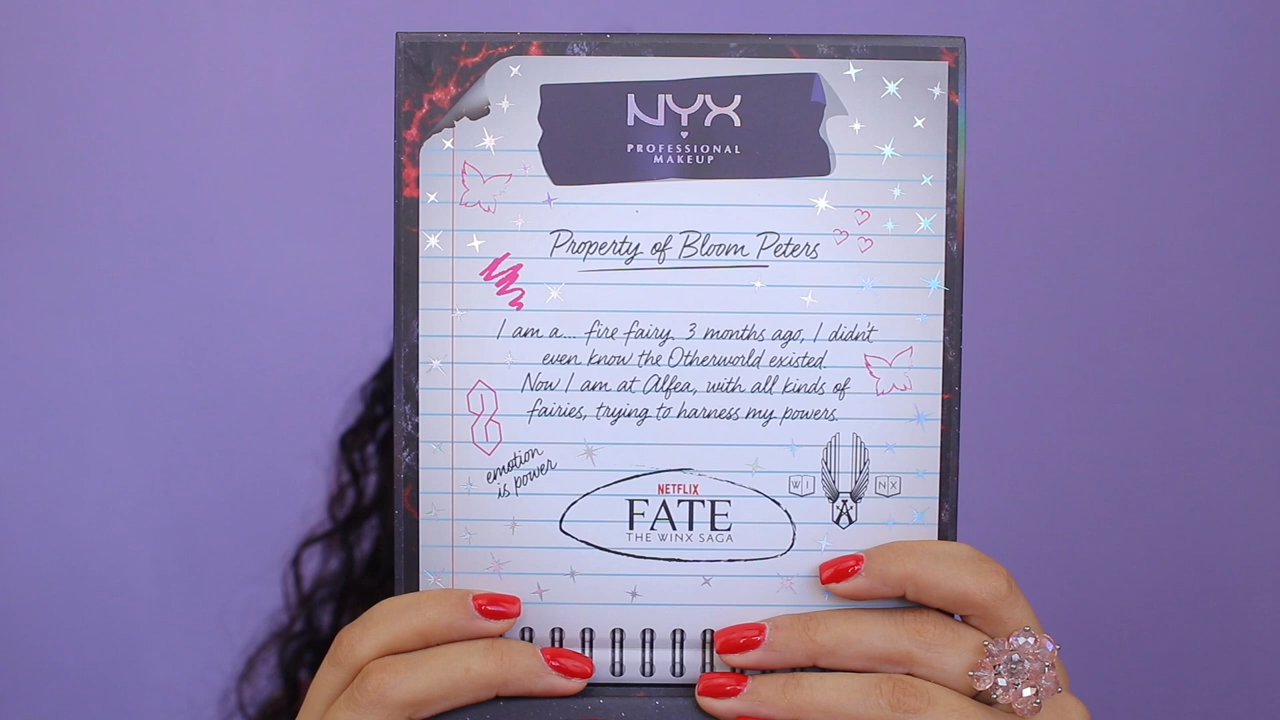 NYX
PROFESSIONAL
MAKEUP
Property of Bloom Peters
I am a... fire fairy. 3 months ago, I didn't
even know the Otherworld existed.
Now I am at Alfea, with all kinds of
fairies, trying to harness my powers.
emotion
is power
WI NX
NETFLIX
FATE
THE WINX SAGA